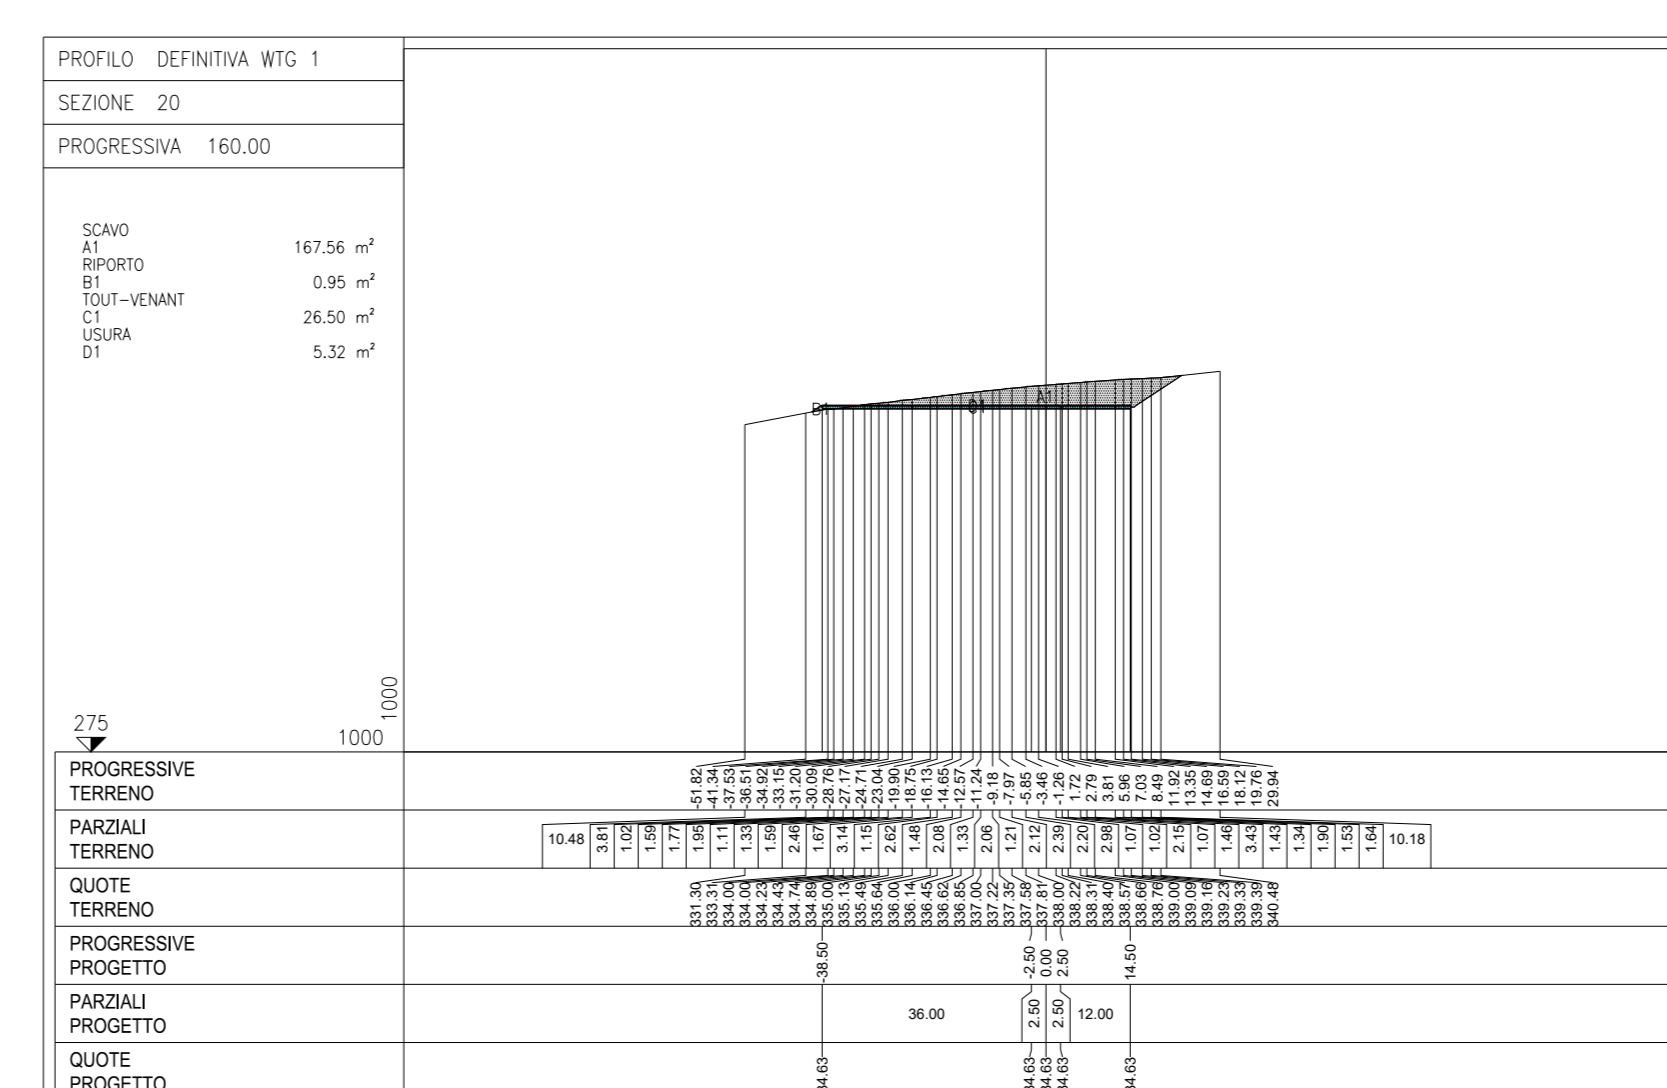 PROFILO DEFINITIVA WTG 1
SEZIONE 20
PROGRESSIVA 160.00
SCAVO
A1 167.56 m²
RIPORTO
B1 0.95 m²
TOUT-VENANT
C1 26.50 m²
USURA
D1 5.32 m²
A1
275
1000
1000
PROGRESSIVE
TERRENO
-51.82 -41.34 -37.53 -36.51 -34.92 -33.15 -31.20 -30.09 -28.76 -27.17 -24.71 -23.04 -19.90 -18.75 -16.13 -14.65 -12.57 -11.24 -9.18 -7.97 -5.85 -3.46 -1.26 1.72 2.79 3.81 5.96 7.03 8.49 11.92 13.35 14.69 16.59 18.12 19.76 29.94
PARZIALI
TERRENO
10.48 3.81 1.02 1.59 1.77 1.95 1.11 1.33 1.59 2.46 1.67 3.14 1.15 2.62 1.48 2.08 1.33 2.06 1.21 2.12 2.39 2.20 2.98 1.07 1.02 2.15 1.07 1.46 3.43 1.43 1.34 1.90 1.53 1.64 10.18
QUOTE
TERRENO
331.30 333.31 334.00 334.00 334.23 334.43 334.74 334.89 335.00 335.13 335.49 335.64 336.00 336.14 336.45 336.62 336.85 337.00 337.22 337.35 337.58 337.81 338.00 338.22 338.31 338.40 338.57 338.66 338.76 339.00 339.09 339.16 339.23 339.33 339.39 340.48
PROGRESSIVE
PROGETTO
-38.50 -2.50 0.00 2.50 14.50
PARZIALI
PROGETTO
36.00 2.50 2.50 12.00
QUOTE
PROGETTO